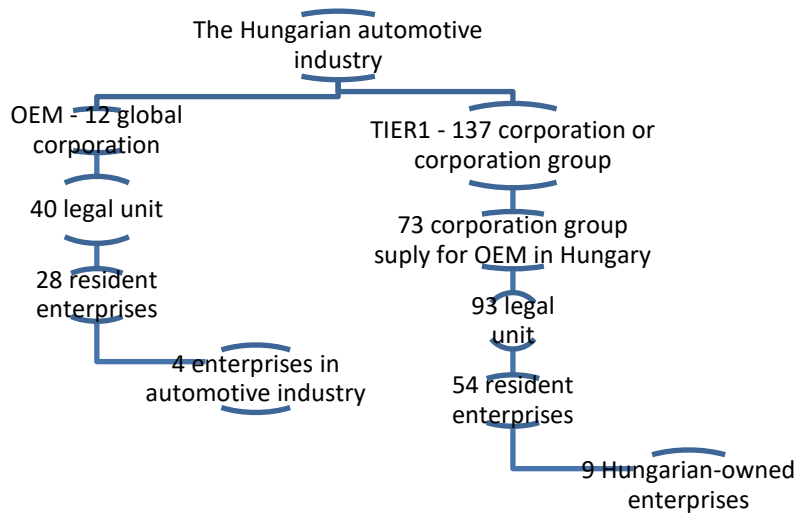 The Hungarian automotive
industry
OEM - 12 global
corporation
40 legal unit
28 resident
enterprises
4 enterprises in
automotive industry
TIER1 - 137 corporation or
corporation group
73 corporation group
suply for OEM in Hungary
93 legal
unit
54 resident
enterprises
9 Hungarian-owned
enterprises